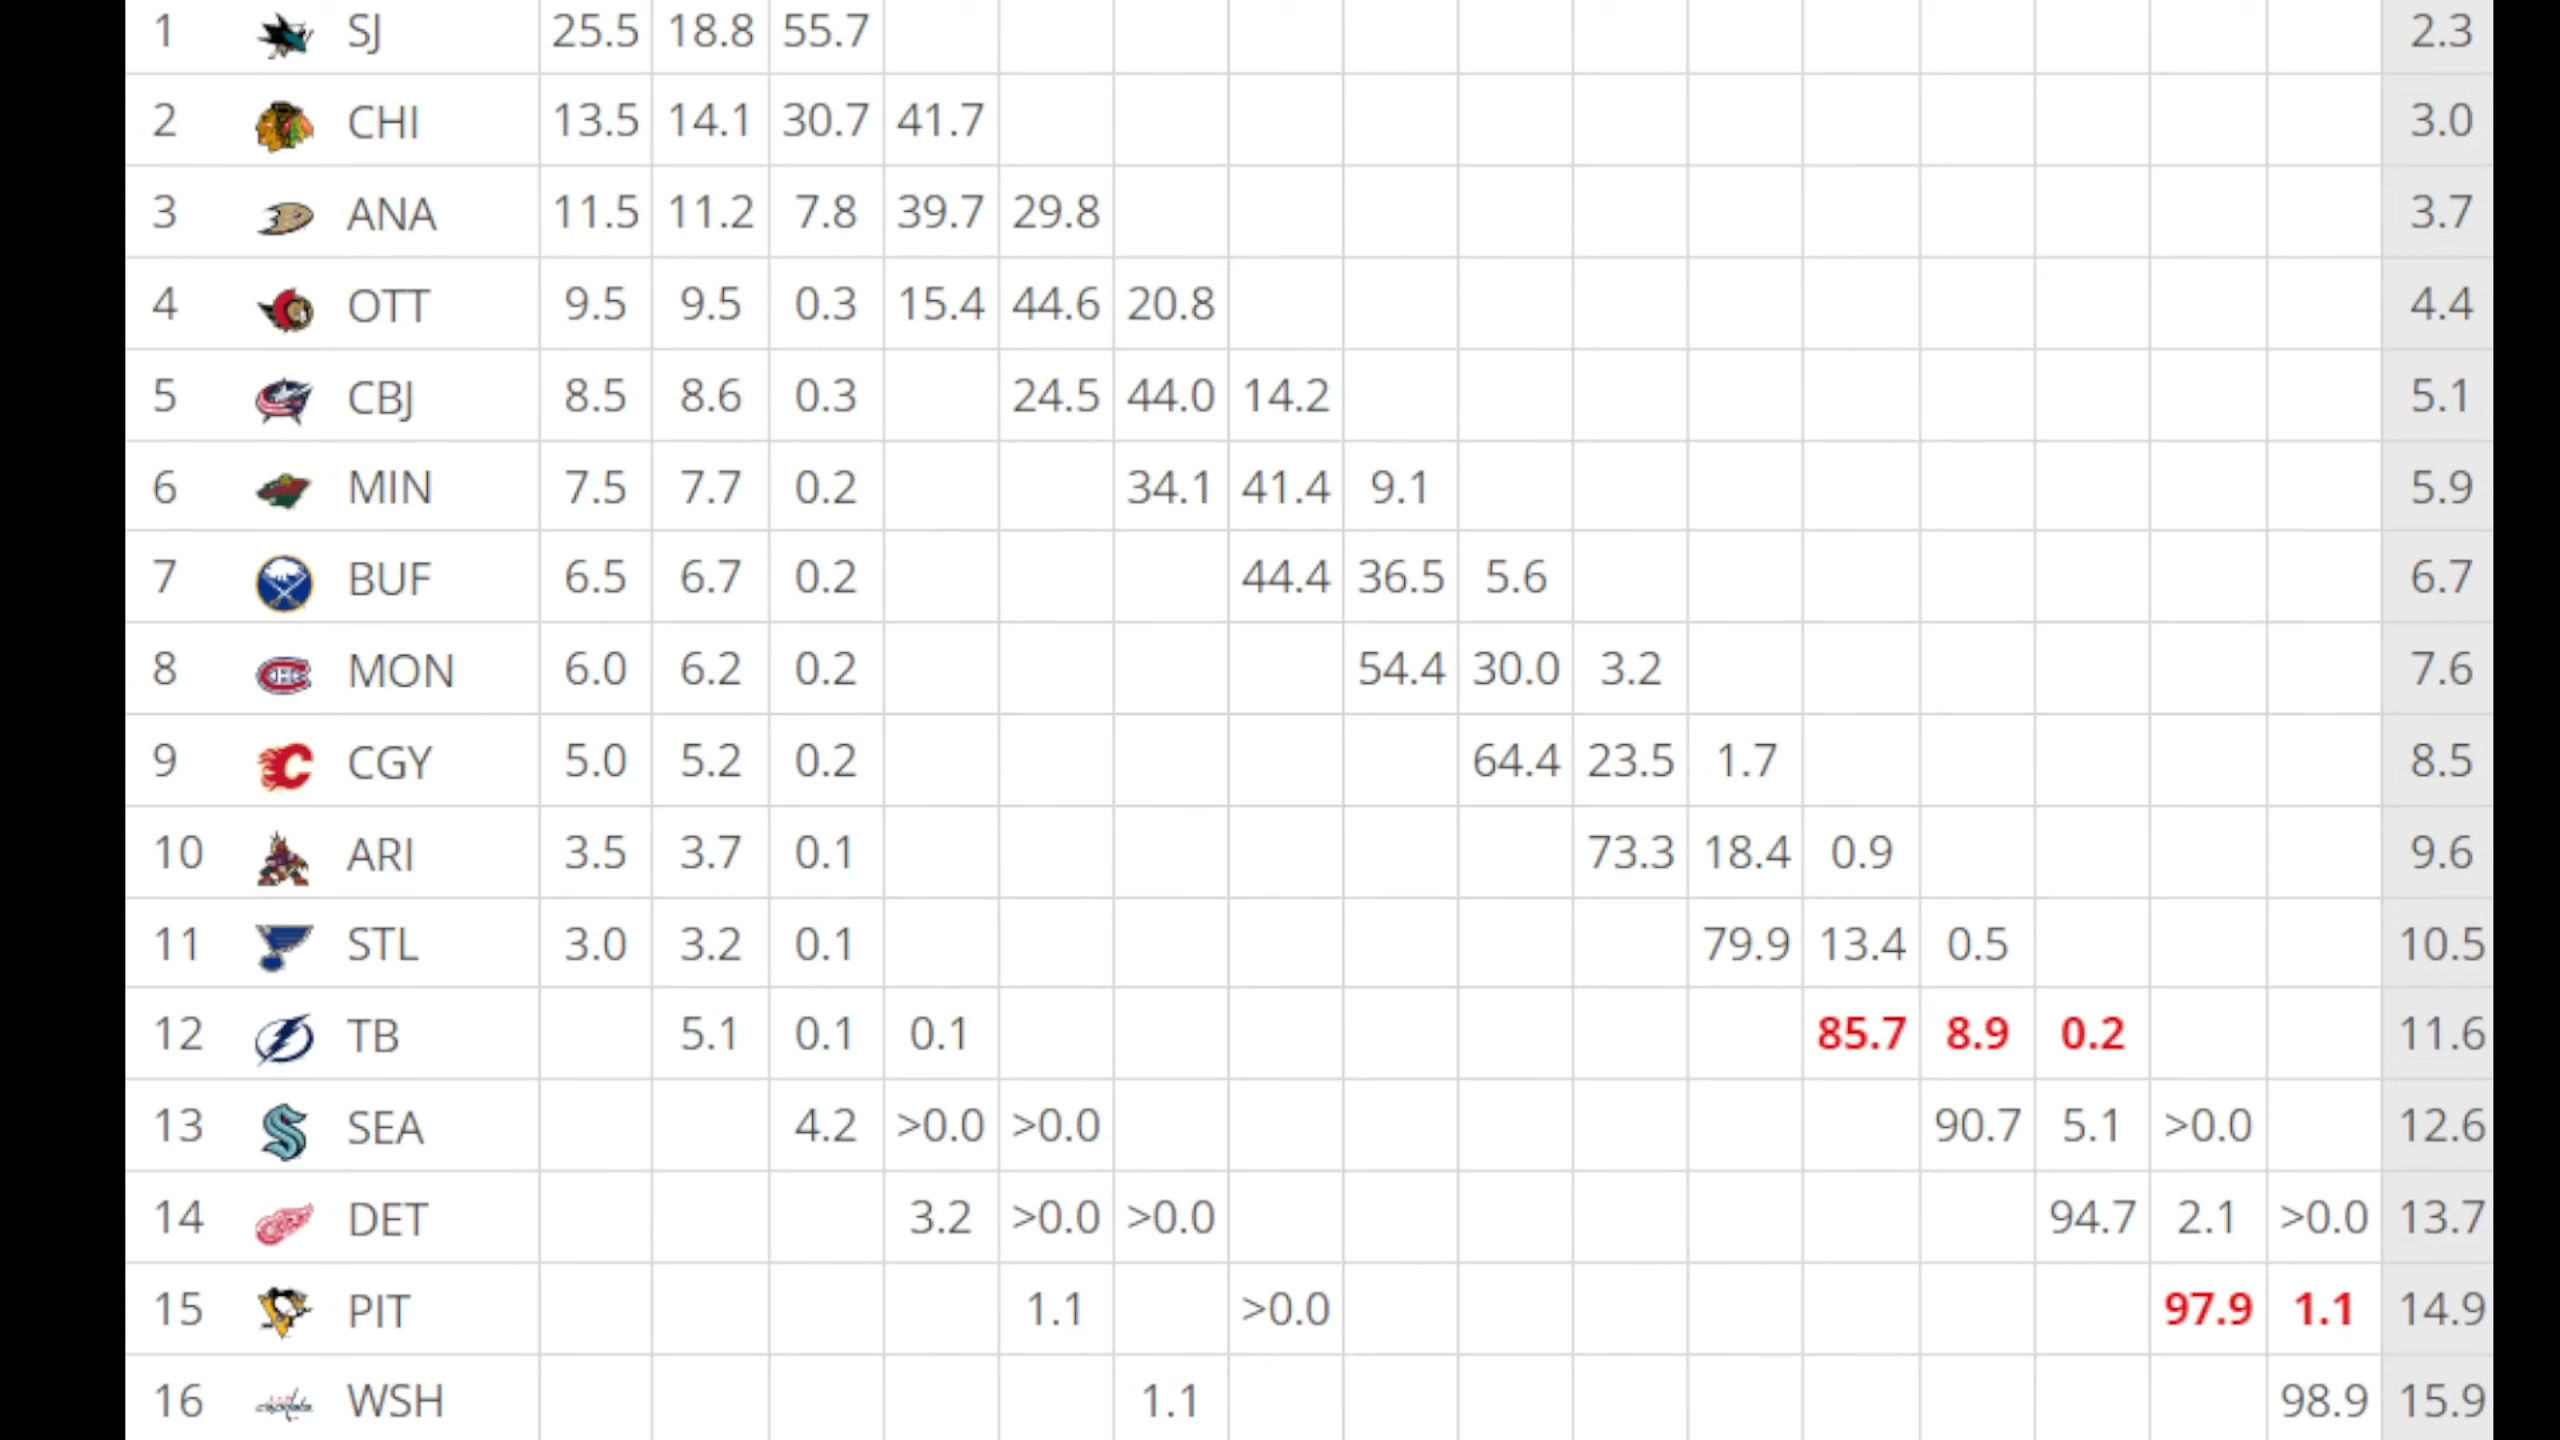 1 SJ 25.5 18.8 55.7 2.3
2 CHI 13.5 14.1 30.7 41.7 3.0
3 ANA 11.5 11.2 7.8 39.7 29.8 3.7
4 OTT 9.5 9.5 0.3 15.4 44.6 20.8 4.4
5 CBJ 8.5 8.6 0.3 24.5 44.0 14.2 5.1
6 MIN 7.5 7.7 0.2 34.1 41.4 9.1 5.9
7 BUF 6.5 6.7 0.2 44.4 36.5 5.6 6.7
8 MON 6.0 6.2 0.2 54.4 30.0 3.2 7.6
9 CGY 5.0 5.2 0.2 64.4 23.5 1.7 8.5
10 ARI 3.5 3.7 0.1 73.3 18.4 0.9 9.6
11 STL 3.0 3.2 0.1 79.9 13.4 0.5 10.5
12 TB 5.1 0.1 0.1 85.7 8.9 0.2 11.6
13 SEA 4.2 >0.0 >0.0 90.7 5.1 >0.0 12.6
14 DET 3.2 >0.0 >0.0 94.7 2.1 >0.0 13.7
15 PIT 1.1 >0.0 97.9 1.1 14.9
16 WSH 1.1 98.9 15.9